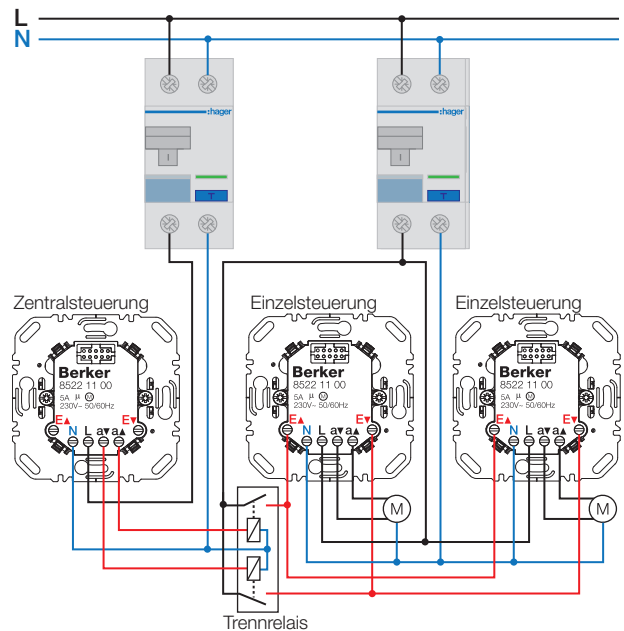 L
N
:hager
I
T
:hager
I
T
Zentralsteuerung
Einzelsteuerung
Einzelsteuerung
Berker
8522 11 00
5A µ M
230V~ 50/60Hz
E▲ N L a▼ a▲ E▼
Berker
8522 11 00
5A µ M
230V~ 50/60Hz
E▲ N L a▼ a▲ E▼
M
Berker
8522 11 00
5A µ M
230V~ 50/60Hz
E▲ N L a▼ a▲ E▼
M
Trennrelais